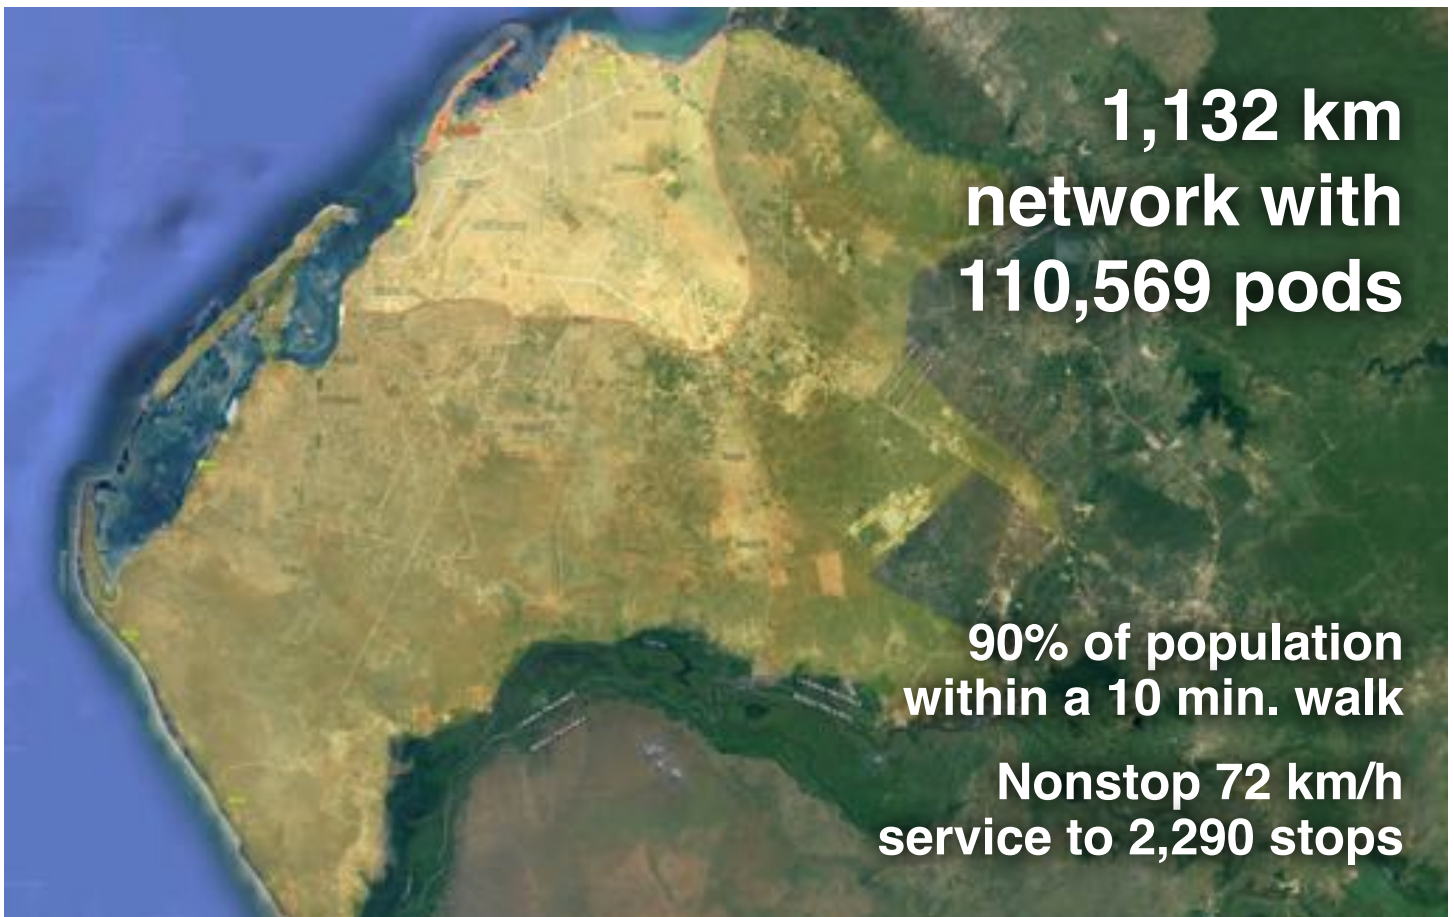 1,132 km
network with
110,569 pods
90% of population
within a 10 min. walk
Nonstop 72 km/h
service to 2,290 stops